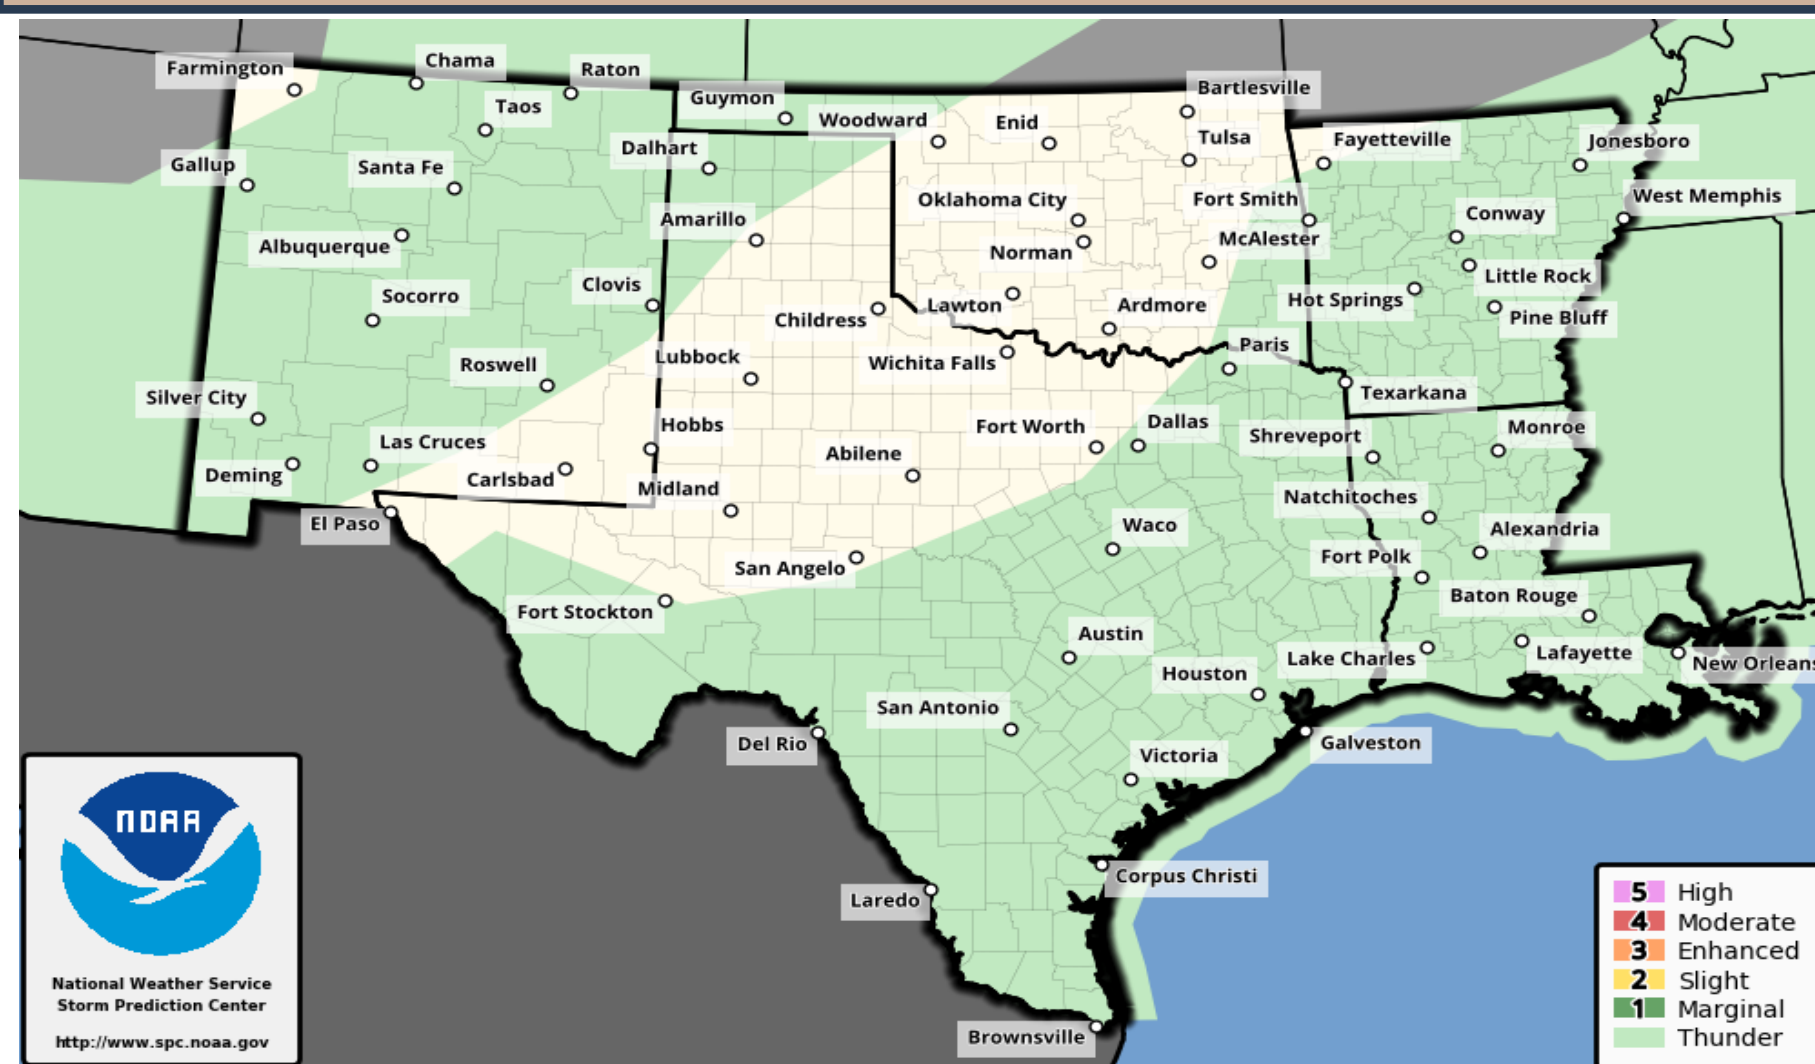 Farmington
Chama
Raton
Taos
Guymon
Woodward
Enid
Bartlesville
Tulsa
Fayetteville
Jonesboro
Gallup
Santa Fe
Dalhart
Oklahoma City
Fort Smith
West Memphis
Albuquerque
Amarillo
Norman
McAlester
Conway
Socorro
Clovis
Childress
Lawton
Ardmore
Hot Springs
Little Rock
Pine Bluff
Roswell
Lubbock
Wichita Falls
Paris
Texarkana
Silver City
Las Cruces
Hobbs
Fort Worth
Dallas
Shreveport
Monroe
Deming
Carlsbad
Midland
Abilene
Natchitoches
El Paso
San Angelo
Waco
Fort Polk
Alexandria
Fort Stockton
Baton Rouge
Austin
Houston
Lake Charles
Lafayette
New Orleans
San Antonio
Del Rio
Victoria
Galveston
Laredo
Corpus Christi
Brownsville
NOAA
National Weather Service
Storm Prediction Center
http://www.spc.noaa.gov
5 High
4 Moderate
3 Enhanced
2 Slight
1 Marginal
Thunder